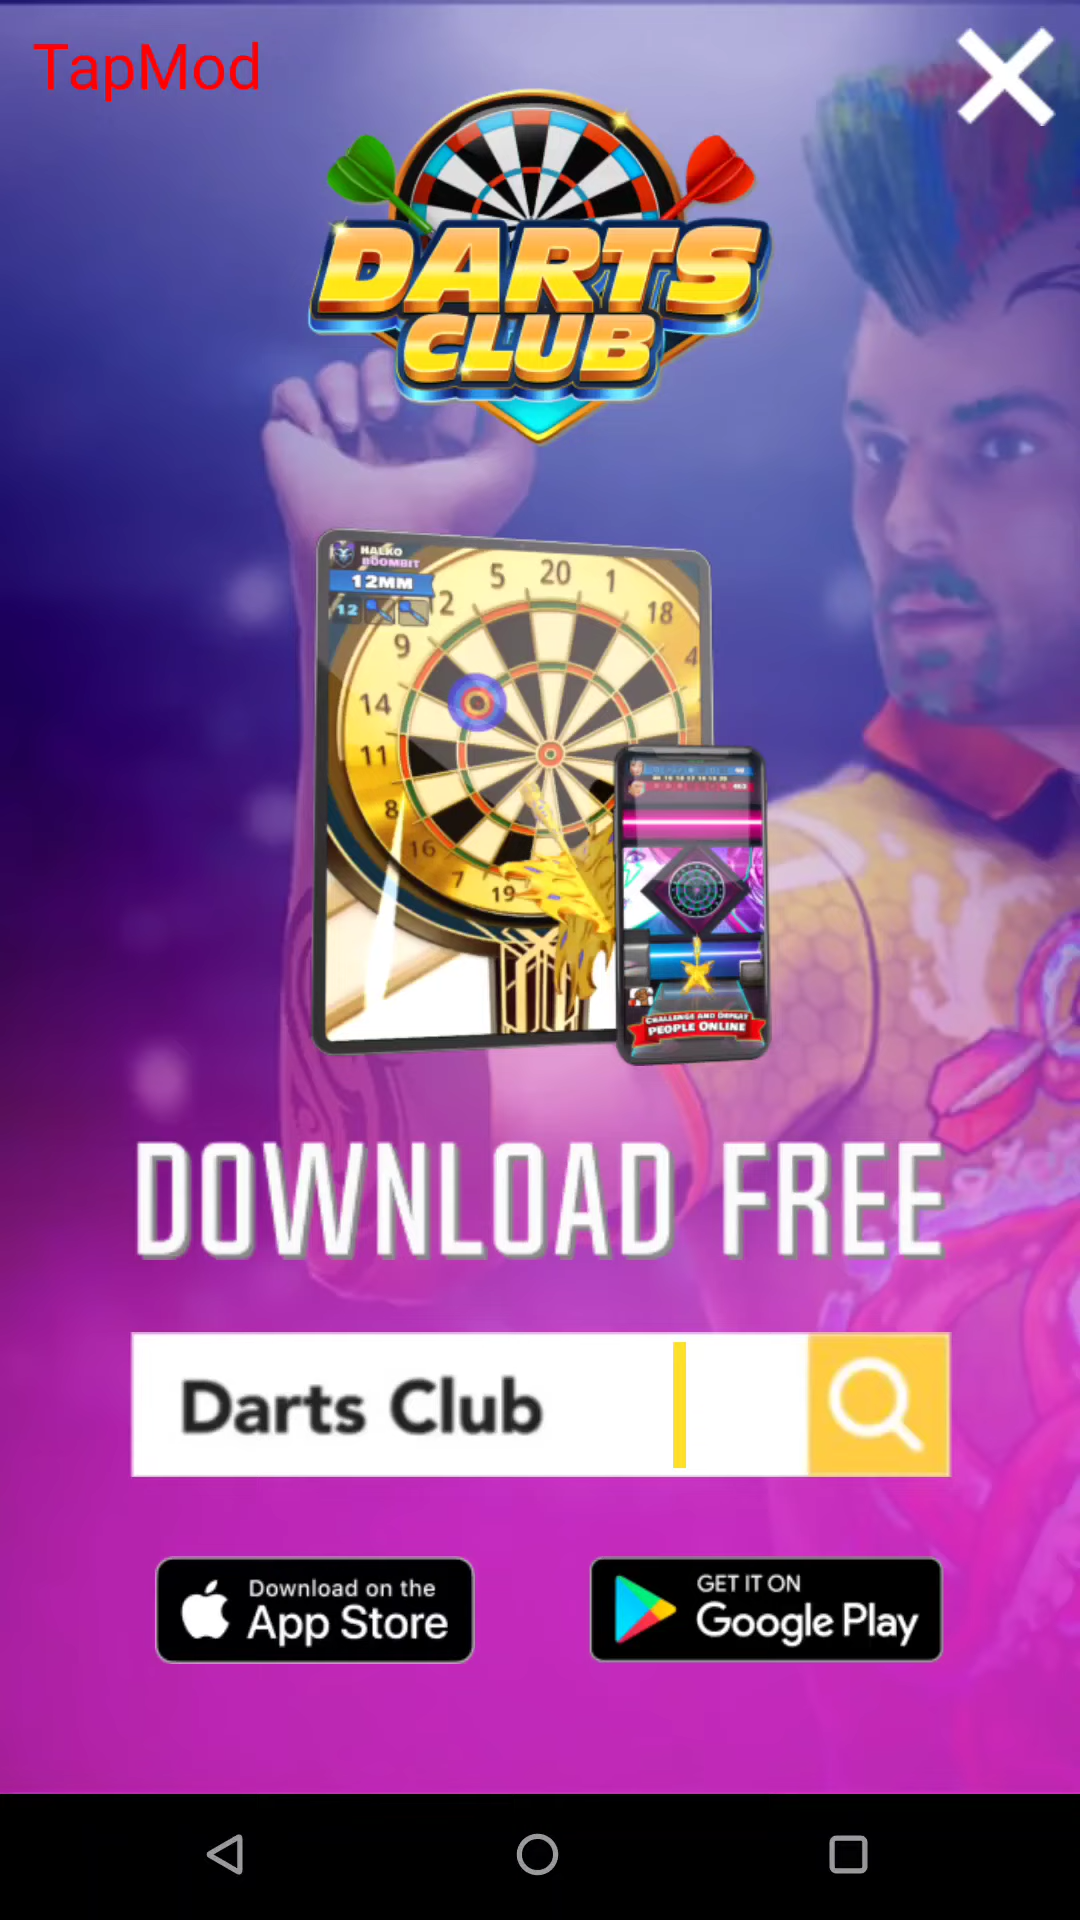 TapMod
DARTS
CLUB
HALKO
BOOMBIT
12MM
12
5 20 1
18
4
12
9
14
11
8
16
7
19
CHALLENGE AND DEFEAT
PEOPLE ONLINE
DOWNLOAD FREE
Darts Club
Download on the
App Store
GET IT ON
Google Play